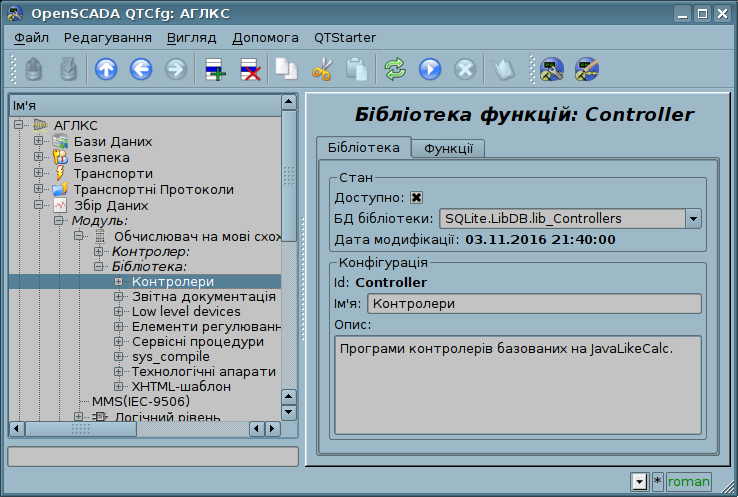 OpenSCADA QTCfg: АГЛКС
Файл Редагування Вигляд Допомога QTStarter
Ім'я
АГЛКС
Бази Даних
Безпека
Транспорти
Транспортні Протоколи
Збір Даних
Модуль:
Обчислювач на мові схож
Контролер:
Бібліотека:
Контролери
Звітна документація
Low level devices
Елементи регулюванн
Сервісні процедури
sys_compile
Технологічні апарати
XHTML-шаблон
MMS(IEC-9506)
Логічний рівень
Бібліотека функцій: Controller
Бібліотека Функції
Стан
Доступно:
БД бібліотеки: SQLite.LibDB.lib_Controllers
Дата модифікації: 03.11.2016 21:40:00
Конфігурація
Id: Controller
Ім'я: Контролери
Опис:
Програми контролерів базованих на JavaLikeCalc.
* roman